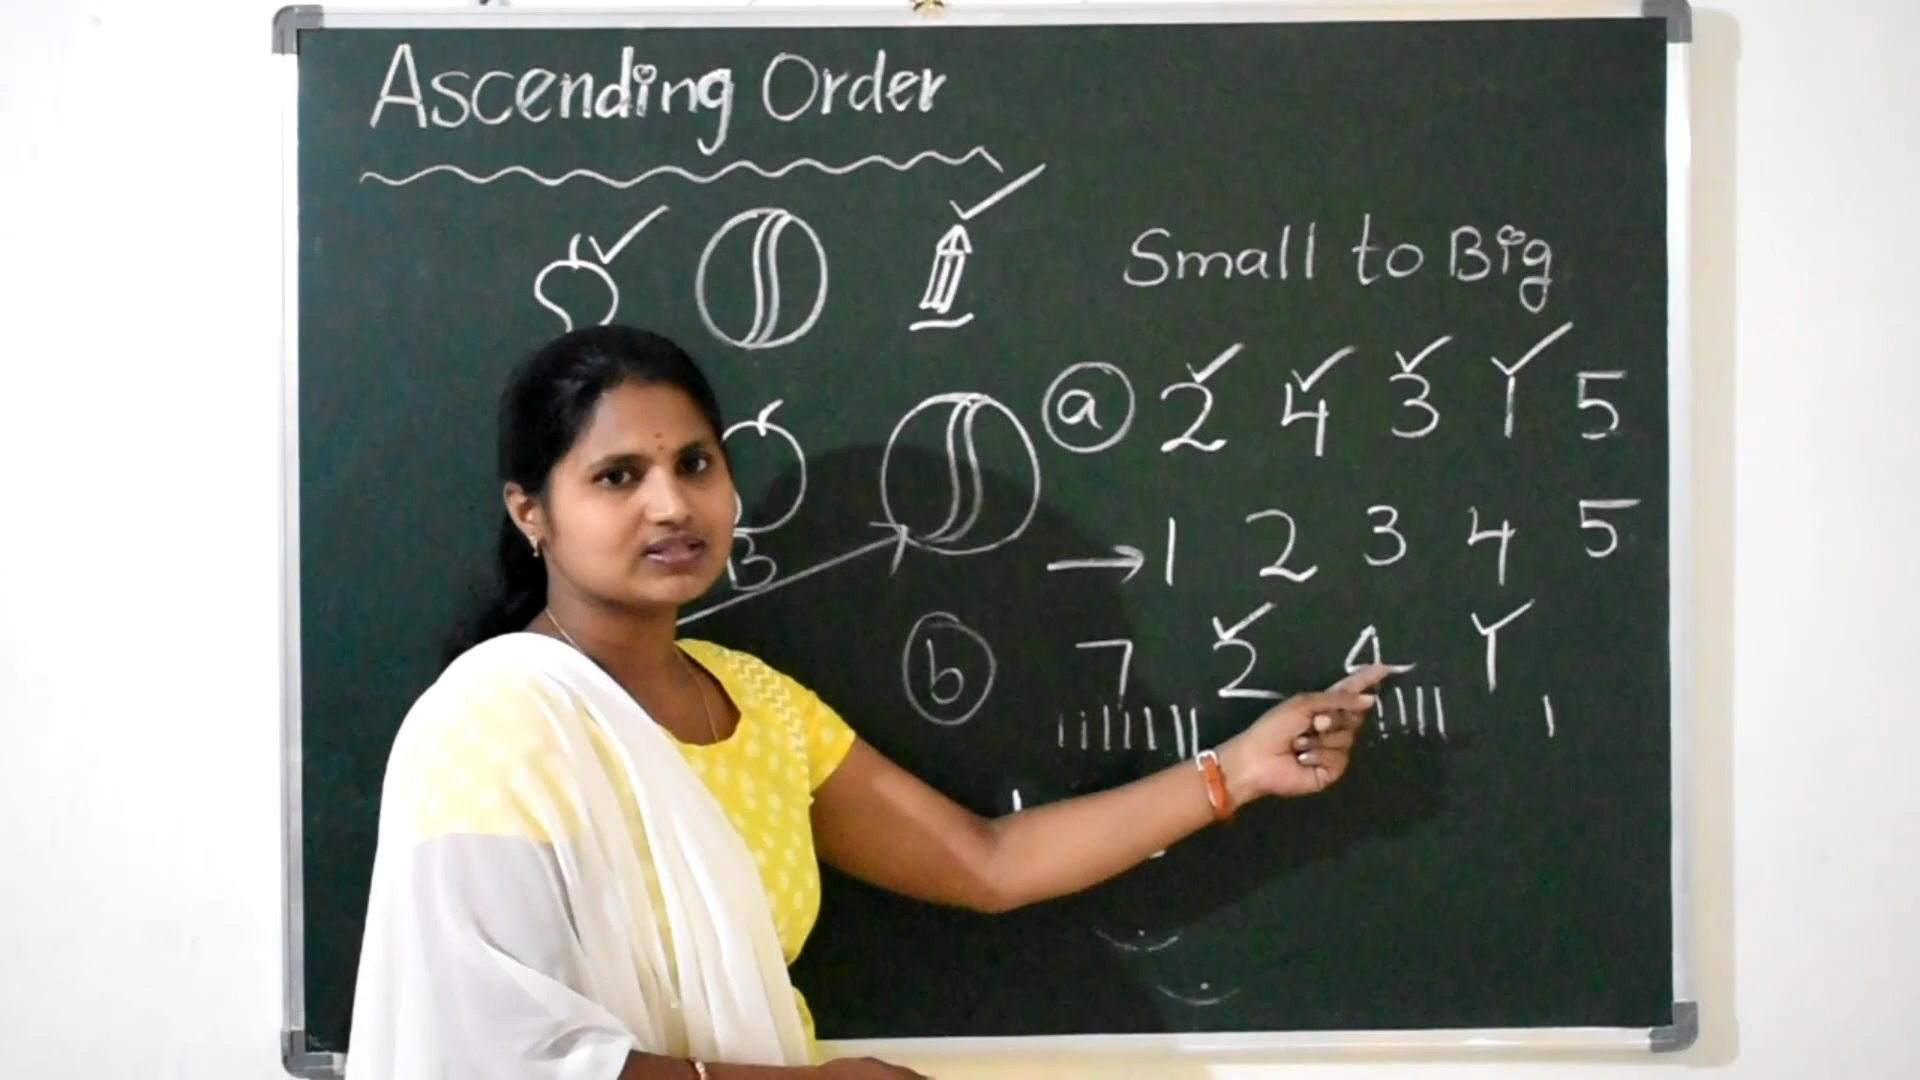 Ascending Order
Small to Big
a 2 4 3 1 5
B
→ 1 2 3 4 5
b 7 2 4 1